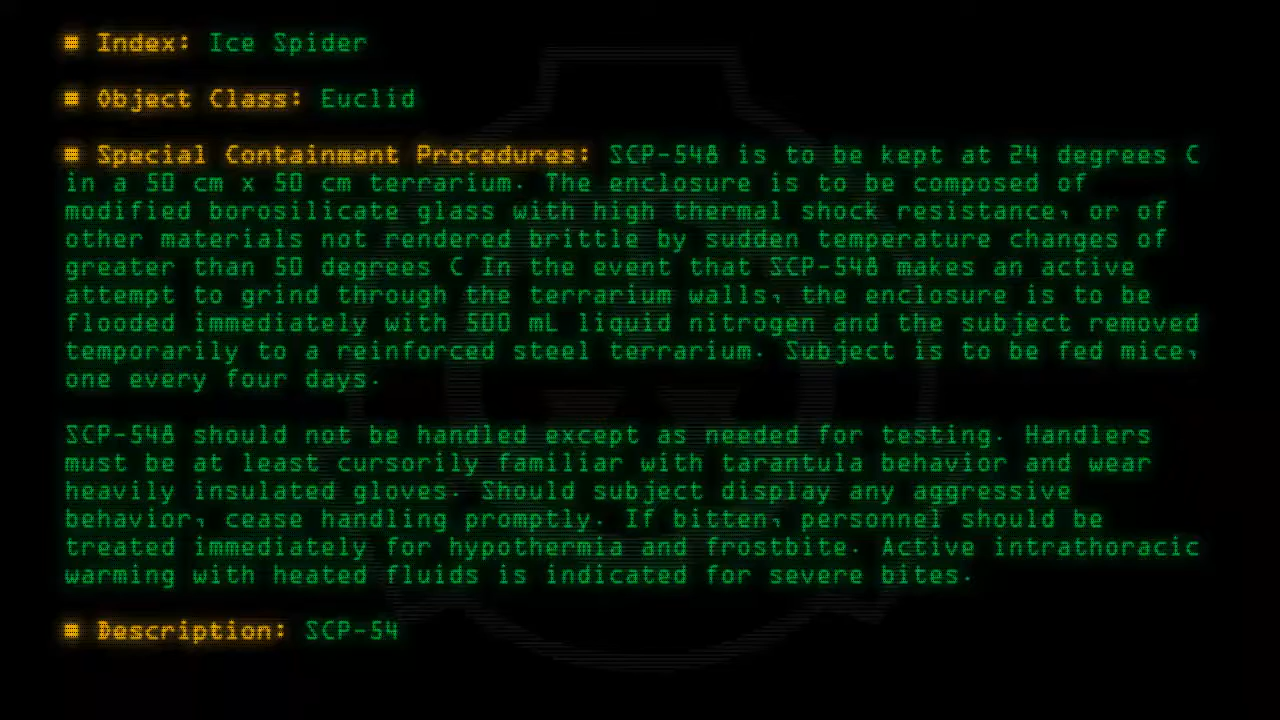 ■ Index: Ice Spider
■ Object Class: Euclid
■ Special Containment Procedures: SCP-548 is to be kept at 24 degrees C
in a 50 cm x 50 cm terrarium. The enclosure is to be composed of
modified borosilicate glass with high thermal shock resistance, or of
other materials not rendered brittle by sudden temperature changes of
greater than 50 degrees C In the event that SCP-548 makes an active
attempt to grind through the terrarium walls, the enclosure is to be
flooded immediately with 500 mL liquid nitrogen and the subject removed
temporarily to a reinforced steel terrarium. Subject is to be fed mice,
one every four days.
SCP-548 should not be handled except as needed for testing. Handlers
must be at least cursorily familiar with tarantula behavior and wear
heavily insulated gloves. Should subject display any aggressive
behavior, cease handling promptly. If bitten, personnel should be
treated immediately for hypothermia and frostbite. Active intrathoracic
warming with heated fluids is indicated for severe bites.
■ Description: SCP-54